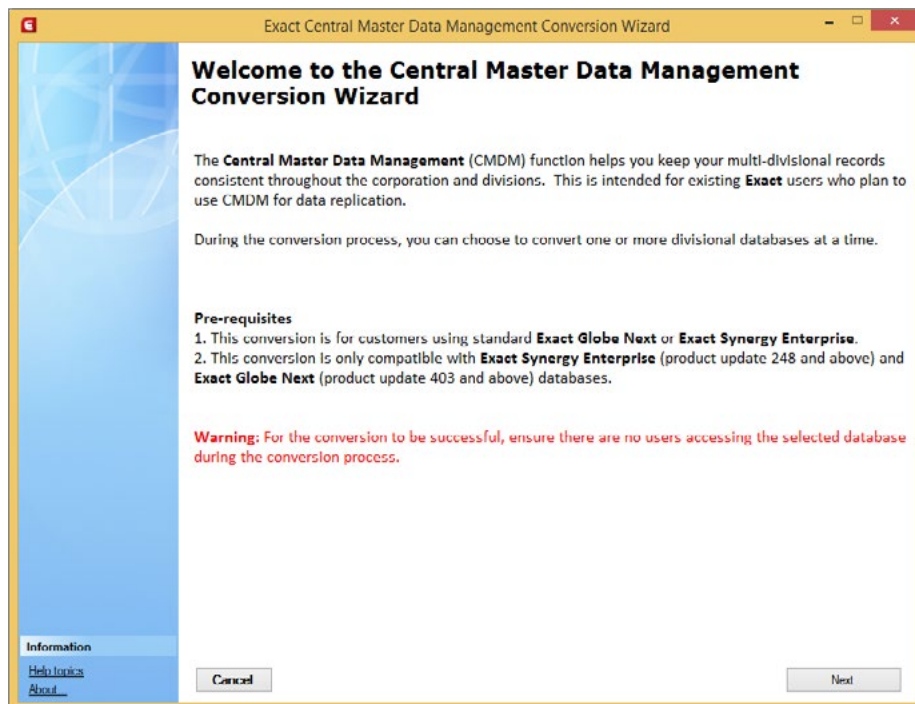 Exact Central Master Data Management Conversion Wizard
Welcome to the Central Master Data Management
Conversion Wizard
The Central Master Data Management (CMDM) function helps you keep your multi-divisional records
consistent throughout the corporation and divisions. This is intended for existing Exact users who plan to
use CMDM for data replication.
During the conversion process, you can choose to convert one or more divisional databases at a time.
Pre-requisites
1. This conversion is for customers using standard Exact Globe Next or Exact Synergy Enterprise.
2. This conversion is only compatible with Exact Synergy Enterprise (product update 248 and above) and
Exact Globe Next (product update 403 and above) databases.
Warning: For the conversion to be successful, ensure there are no users accessing the selected database
during the conversion process.
Information
Help topics
About...
Cancel
Next